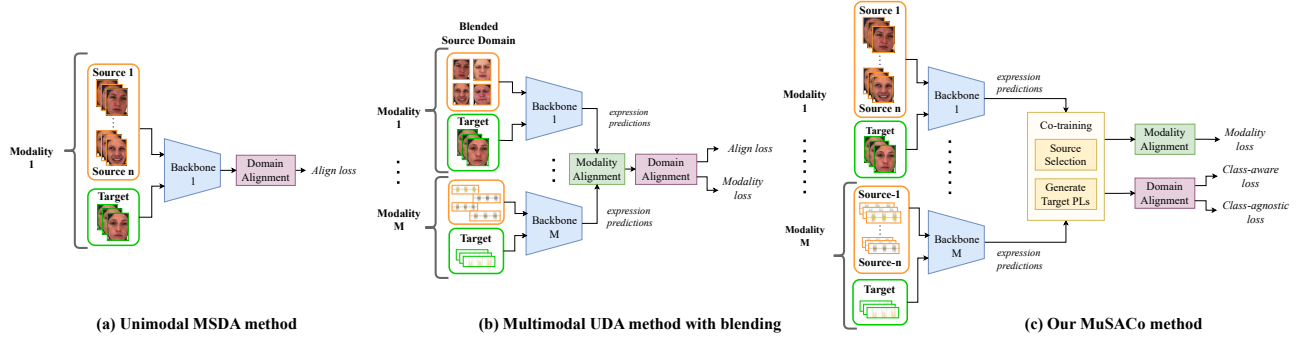 Modality
1
Source 1
Source n
Target
Backbone
1
Domain
Alignment
Align loss
(a) Unimodal MSDA method
Blended
Source Domain
Modality
1
Target
Backbone
1
expression
predictions
Modality
Alignment
Domain
Alignment
Align loss
Modality
loss
Modality
M
Target
Backbone
M
expression
predictions
(b) Multimodal UDA method with blending
Modality
1
Source 1
Source n
Target
Backbone
1
expression
predictions
Modality
M
Source-1
Source-n
Target
Backbone
M
expression
predictions
Co-training
Source
Selection
Generate
Target PLs
Modality
Alignment
Modality
loss
Domain
Alignment
Class-aware
loss
Class-agnostic
loss
(c) Our MuSACo method